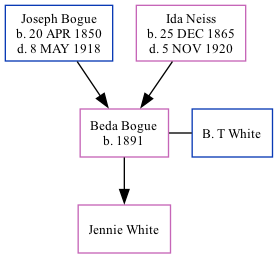 Joseph Bogue
b. 20 APR 1850
d. 8 MAY 1918
Ida Neiss
b. 25 DEC 1865
d. 5 NOV 1920
Beda Bogue
b. 1891
B. T White
Jennie White